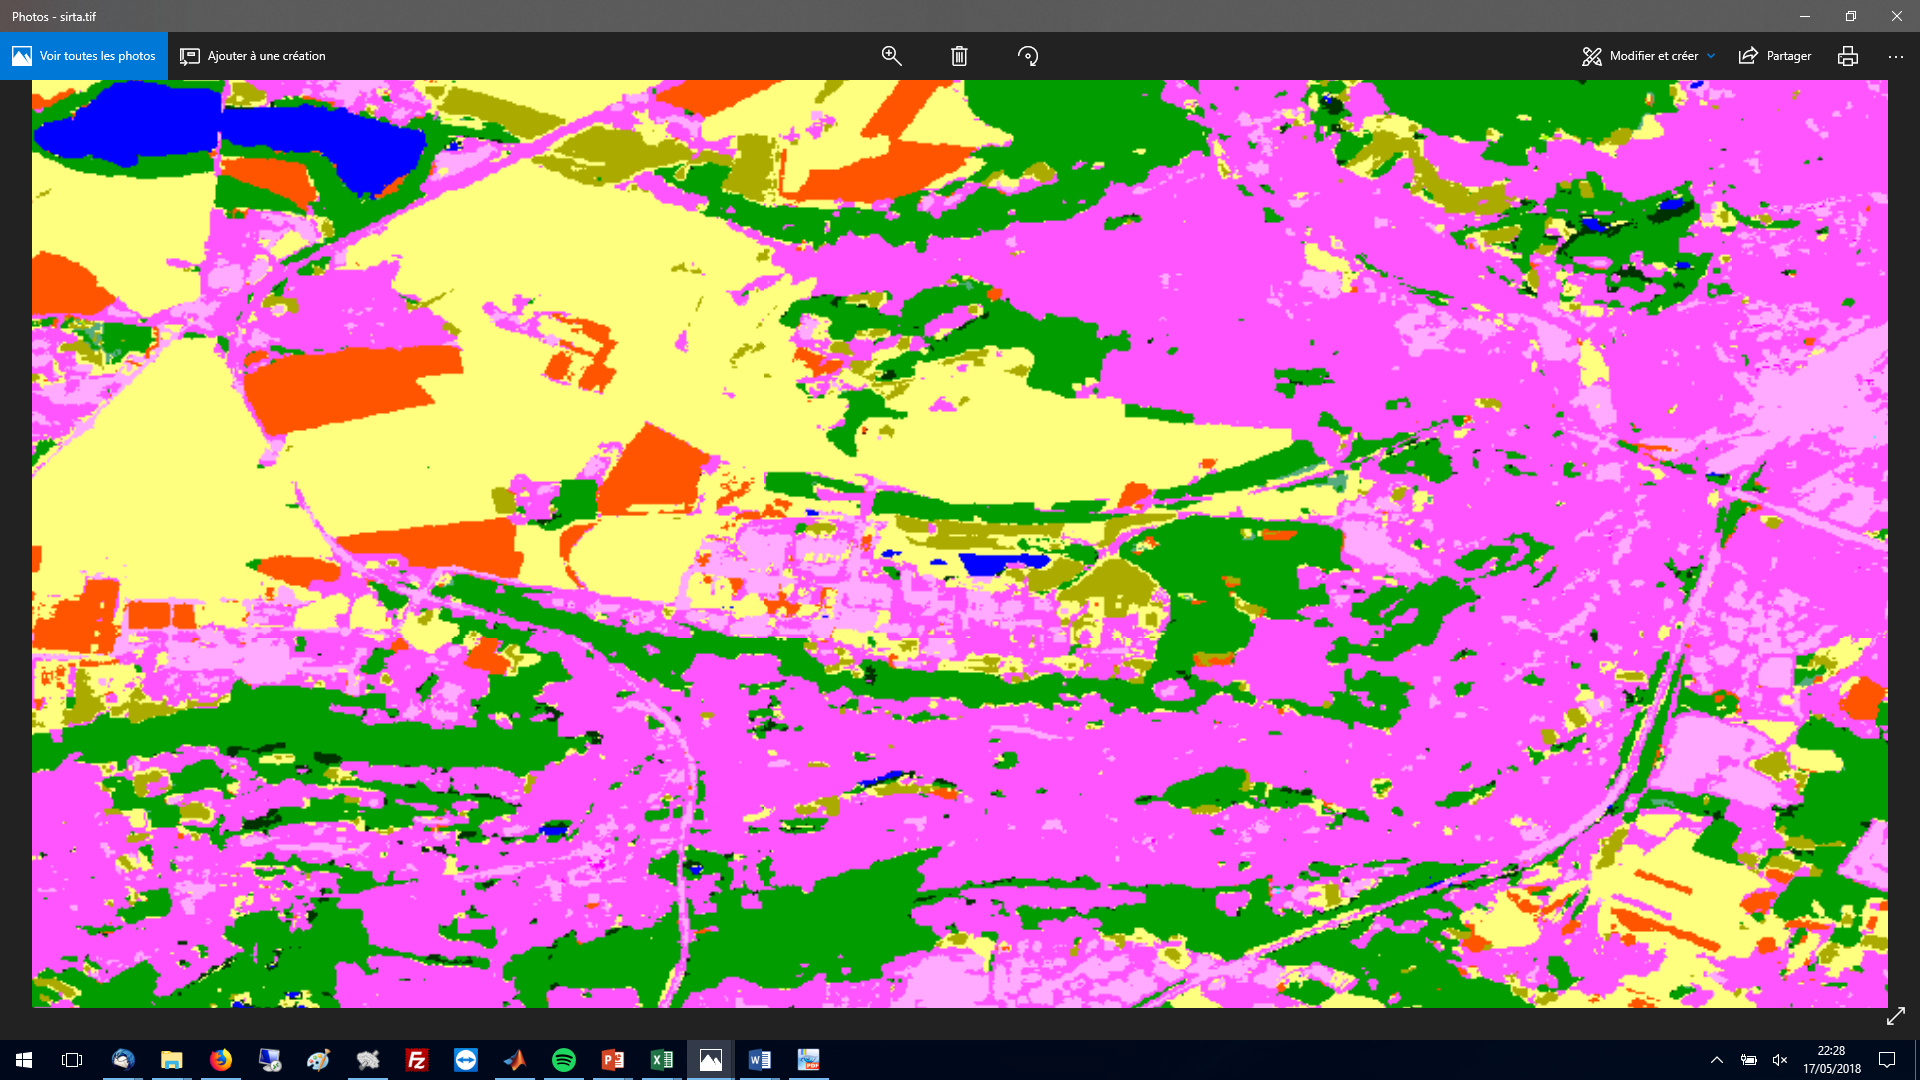 Photos - sirta.tif
Voir toutes les photos
Ajouter à une création
Modifier et créer
Partager
22:28
17/05/2018